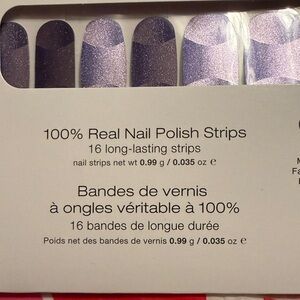 100% Real Nail Polish Strips
16 long-lasting strips
nail strips net wt 0.99 g / 0.035 oz e
Bandes de vernis
à ongles véritable à 100%
16 bandes de longue durée
Poids net des bandes de vernis 0.99 g / 0.035 oz e